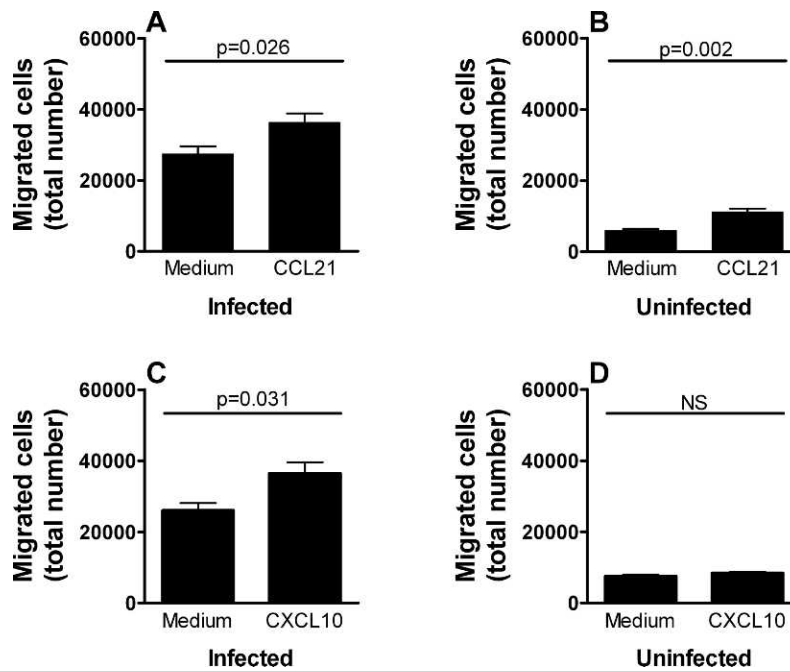 A
Migrated cells
(total number)
60000
40000
20000
0
p=0.026
Medium
CCL21
Infected
B
Migrated cells
(total number)
60000
40000
20000
0
p=0.002
Medium
CCL21
Uninfected
C
Migrated cells
(total number)
60000
40000
20000
0
p=0.031
Medium
CXCL10
Infected
D
Migrated cells
(total number)
60000
40000
20000
0
NS
Medium
CXCL10
Uninfected